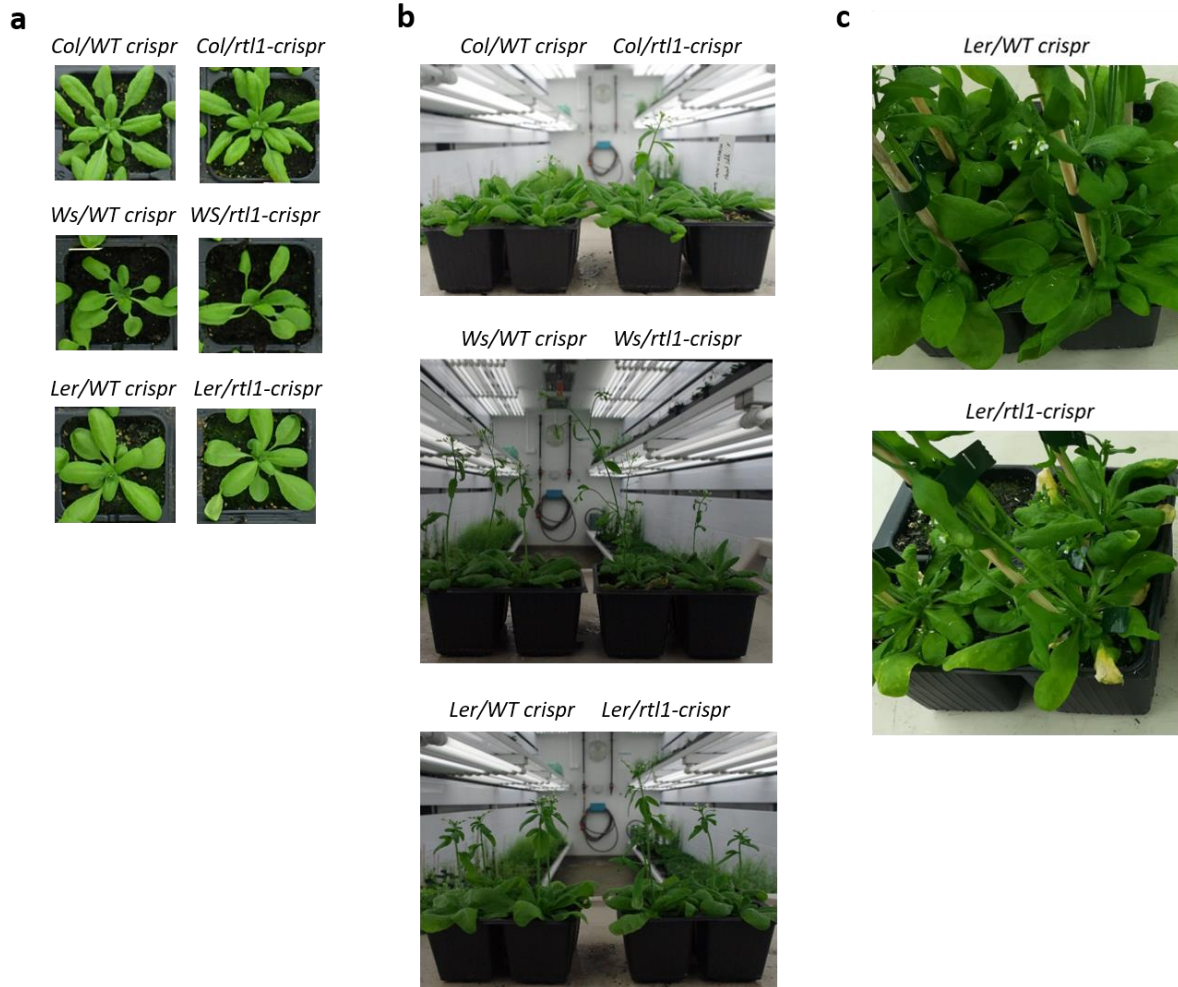 a
Col/WT crispr Col/rtl1-crispr
Ws/WT crispr WS/rtl1-crispr
Ler/WT crispr Ler/rtl1-crispr
b
Col/WT crispr Col/rtl1-crispr
Ws/WT crispr Ws/rtl1-crispr
Ler/WT crispr Ler/rtl1-crispr
c
Ler/WT crispr
Ler/rtl1-crispr